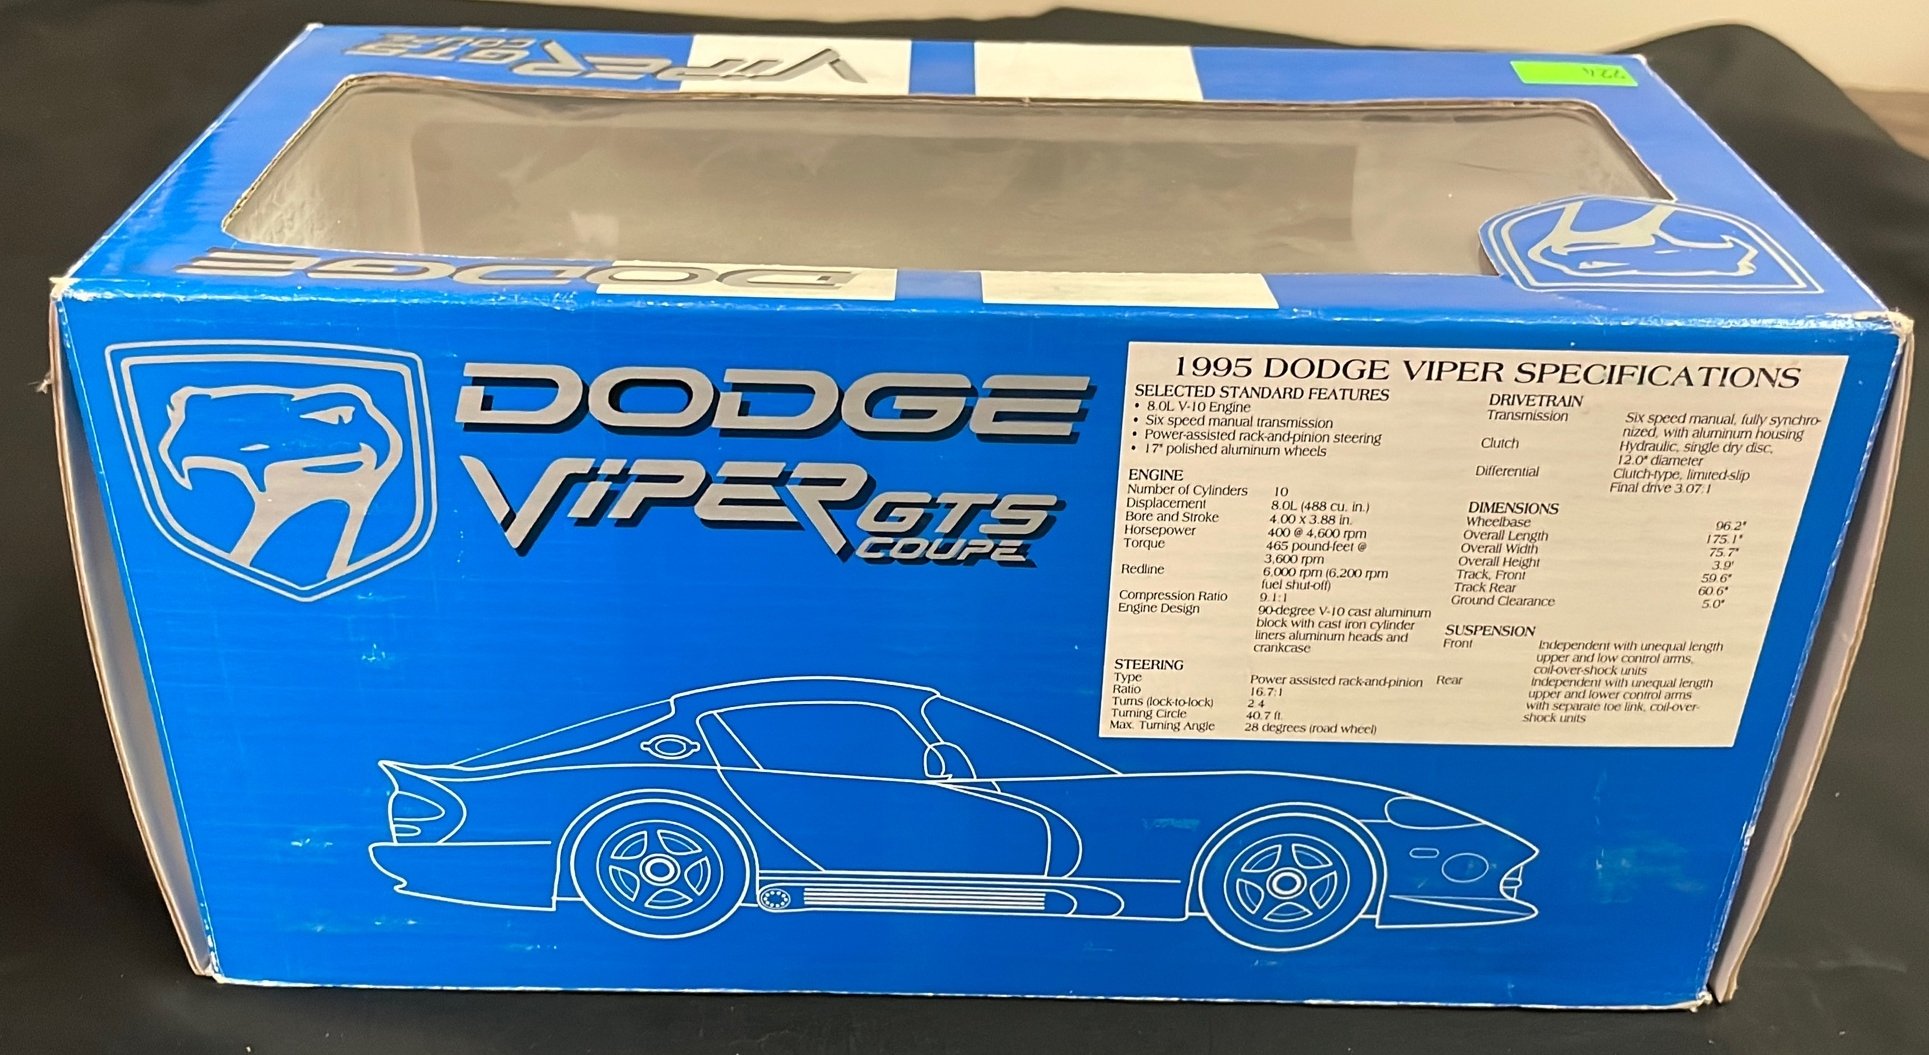 VIPER GTS
COUPE
724
DODGE
DODGE
VIPER GTS
COUPE
1995 DODGE VIPER SPECIFICATIONS
SELECTED STANDARD FEATURES
• 8.0L V-10 Engine
• Six speed manual transmission
• Power-assisted rack-and-pinion steering
• 17" polished aluminum wheels
ENGINE
Number of Cylinders 10
Displacement 8.0L (488 cu. in.)
Bore and Stroke 4.00 x 3.88 in.
Horsepower 400 @ 4,600 rpm
Torque 465 pound-feet @
3,600 rpm
Redline 6,000 rpm (6,200 rpm
fuel shut-off)
Compression Ratio 9.1:1
Engine Design 90-degree V-10 cast aluminum
block with cast iron cylinder
liners aluminum heads and
crankcase
STEERING
Type Power assisted rack-and-pinion
Ratio 16.7:1
Turns (lock-to-lock) 2.4
Turning Circle 40.7 ft.
Max. Turning Angle 28 degrees (road wheel)
DRIVETRAIN
Transmission Six speed manual, fully synchro-
nized, with aluminum housing
Clutch Hydraulic, single dry disc,
12.0" diameter
Differential Clutch-type, limited-slip
Final drive 3.07:1
DIMENSIONS
Wheelbase 96.2"
Overall Length 175.1"
Overall Width 75.7"
Overall Height 3.9'
Track, Front 59.6"
Track Rear 60.6"
Ground Clearance 5.0"
SUSPENSION
Front Independent with unequal length
upper and low control arms,
coil-over-shock units
Rear Independent with unequal length
upper and lower control arms
with separate toe link, coil-over-
shock units